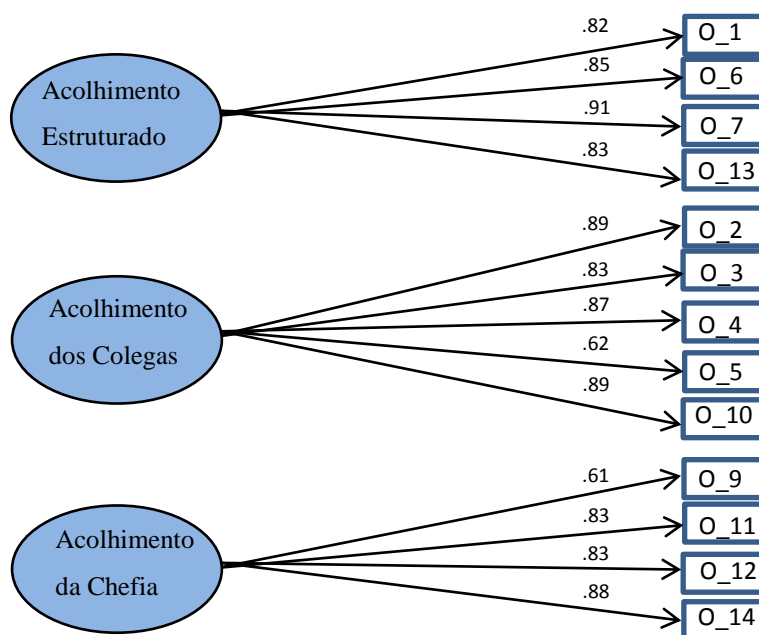 Acolhimento
Estruturado
.82
O_1
.85
O_6
.91
O_7
.83
O_13
Acolhimento
dos Colegas
.89
O_2
.83
O_3
.87
O_4
.62
O_5
.89
O_10
Acolhimento
da Chefia
.61
O_9
.83
O_11
.83
O_12
.88
O_14